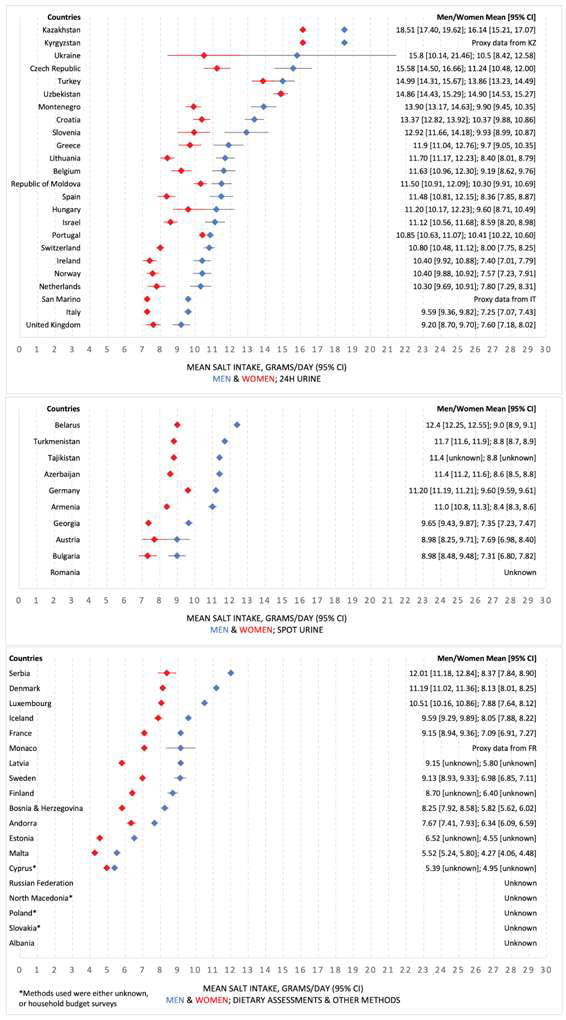 Countries Men/Women Mean [95% CI]
Kazakhstan 18.51 [17.40, 19.62]; 16.14 [15.21, 17.07]
Kyrgyzstan Proxy data from KZ
Ukraine 15.8 [10.14, 21.46]; 10.5 [8.42, 12.58]
Czech Republic 15.58 [14.50, 16.66]; 11.24 [10.48, 12.00]
Turkey 14.99 [14.31, 15.67]; 13.86 [13.23, 14.49]
Uzbekistan 14.86 [14.43, 15.29]; 14.90 [14.53, 15.27]
Montenegro 13.90 [13.17, 14.63]; 9.90 [9.45, 10.35]
Croatia 13.37 [12.82, 13.92]; 10.37 [9.88, 10.86]
Slovenia 12.92 [11.66, 14.18]; 9.93 [8.99, 10.87]
Greece 11.9 [11.04, 12.76]; 9.7 [9.05, 10.35]
Lithuania 11.70 [11.17, 12.23]; 8.40 [8.01, 8.79]
Belgium 11.63 [10.96, 12.30]; 9.19 [8.62, 9.76]
Republic of Moldova 11.50 [10.91, 12.09]; 10.30 [9.91, 10.69]
Spain 11.48 [10.81, 12.15]; 8.36 [7.85, 8.87]
Hungary 11.20 [10.17, 12.23]; 9.60 [8.71, 10.49]
Israel 11.12 [10.56, 11.68]; 8.59 [8.20, 8.98]
Portugal 10.85 [10.63, 11.07]; 10.41 [10.22, 10.60]
Switzerland 10.80 [10.48, 11.12]; 8.00 [7.75, 8.25]
Ireland 10.40 [9.92, 10.88]; 7.40 [7.01, 7.79]
Norway 10.40 [9.88, 10.92]; 7.57 [7.23, 7.91]
Netherlands 10.30 [9.69, 10.91]; 7.80 [7.29, 8.31]
San Marino Proxy data from IT
Italy 9.59 [9.36, 9.82]; 7.25 [7.07, 7.43]
United Kingdom 9.20 [8.70, 9.70]; 7.60 [7.18, 8.02]
0 1 2 3 4 5 6 7 8 9 10 11 12 13 14 15 16 17 18 19 20 21 22 23 24 25 26 27 28 29 30
MEAN SALT INTAKE, GRAMS/DAY (95% CI)
MEN & WOMEN; 24H URINE
Countries Men/Women Mean [95% CI]
Belarus 12.4 [12.25, 12.55]; 9.0 [8.9, 9.1]
Turkmenistan 11.7 [11.6, 11.9]; 8.8 [8.7, 8.9]
Tajikistan 11.4 [unknown]; 8.8 [unknown]
Azerbaijan 11.4 [11.2, 11.6]; 8.6 [8.5, 8.8]
Germany 11.20 [11.19, 11.21]; 9.60 [9.59, 9.61]
Armenia 11.0 [10.8, 11.3]; 8.4 [8.3, 8.6]
Georgia 9.65 [9.43, 9.87]; 7.35 [7.23, 7.47]
Austria 8.98 [8.25, 9.71]; 7.69 [6.98, 8.40]
Bulgaria 8.98 [8.48, 9.48]; 7.31 [6.80, 7.82]
Romania Unknown
0 1 2 3 4 5 6 7 8 9 10 11 12 13 14 15 16 17 18 19 20 21 22 23 24 25 26 27 28 29 30
MEAN SALT INTAKE, GRAMS/DAY (95% CI)
MEN & WOMEN; SPOT URINE
Countries Men/Women Mean [95% CI]
Serbia 12.01 [11.18, 12.84]; 8.37 [7.84, 8.90]
Denmark 11.19 [11.02, 11.36]; 8.13 [8.01, 8.25]
Luxembourg 10.51 [10.16, 10.86]; 7.88 [7.64, 8.12]
Iceland 9.59 [9.29, 9.89]; 8.05 [7.88, 8.22]
France 9.15 [8.94, 9.36]; 7.09 [6.91, 7.27]
Monaco Proxy data from FR
Latvia 9.15 [unknown]; 5.80 [unknown]
Sweden 9.13 [8.93, 9.33]; 6.98 [6.85, 7.11]
Finland 8.70 [unknown]; 6.40 [unknown]
Bosnia & Herzegovina 8.25 [7.92, 8.58]; 5.82 [5.62, 6.02]
Andorra 7.67 [7.41, 7.93]; 6.34 [6.09, 6.59]
Estonia 6.52 [unknown]; 4.55 [unknown]
Malta 5.52 [5.24, 5.80]; 4.27 [4.06, 4.48]
Cyprus* 5.39 [unknown]; 4.95 [unknown]
Russian Federation Unknown
North Macedonia* Unknown
Poland* Unknown
Slovakia* Unknown
Albania Unknown
0 1 2 3 4 5 6 7 8 9 10 11 12 13 14 15 16 17 18 19 20 21 22 23 24 25 26 27 28 29 30
MEAN SALT INTAKE, GRAMS/DAY (95% CI)
MEN & WOMEN; DIETARY ASSESSMENTS & OTHER METHODS
*Methods used were either unknown,
or household budget surveys